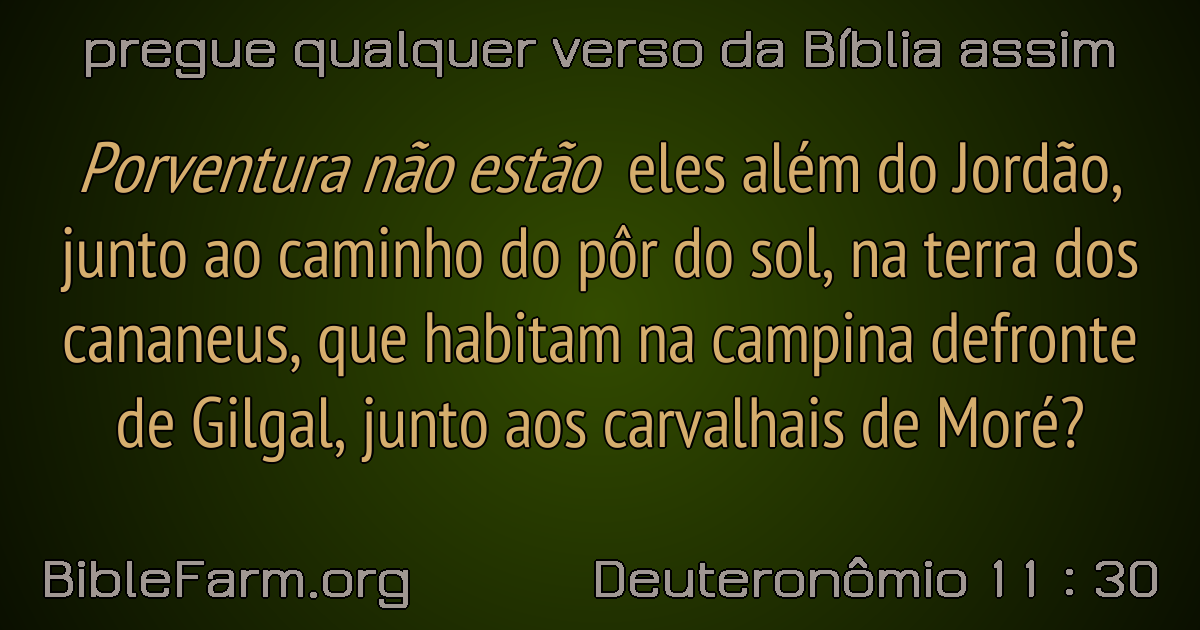 pregue qualquer verso da Bíblia assim
Porventura não estão eles além do Jordão,
junto ao caminho do pôr do sol, na terra dos
cananeus, que habitam na campina defronte
de Gilgal, junto aos carvalhais de Moré?
BibleFarm.org
Deuteronômio 11 : 30